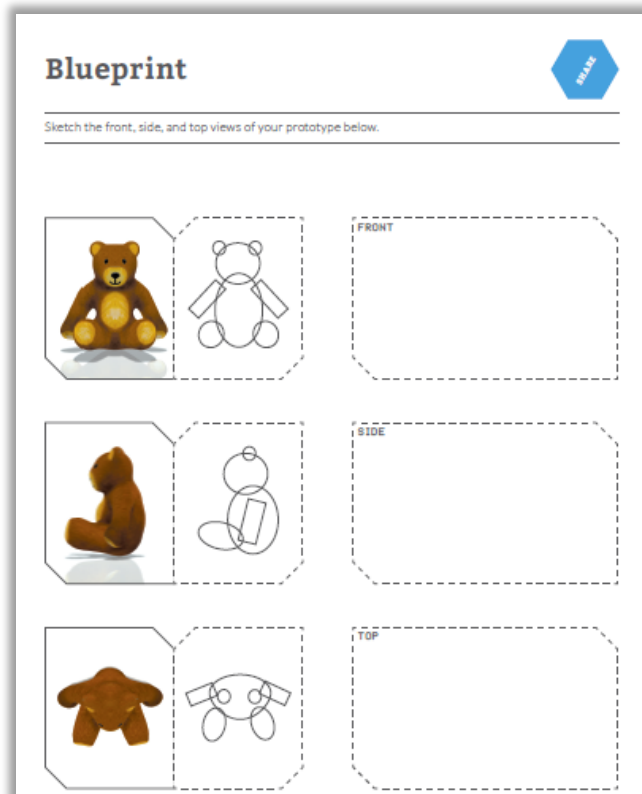 Blueprint
SHARE
Sketch the front, side, and top views of your prototype below.
FRONT
SIDE
TOP